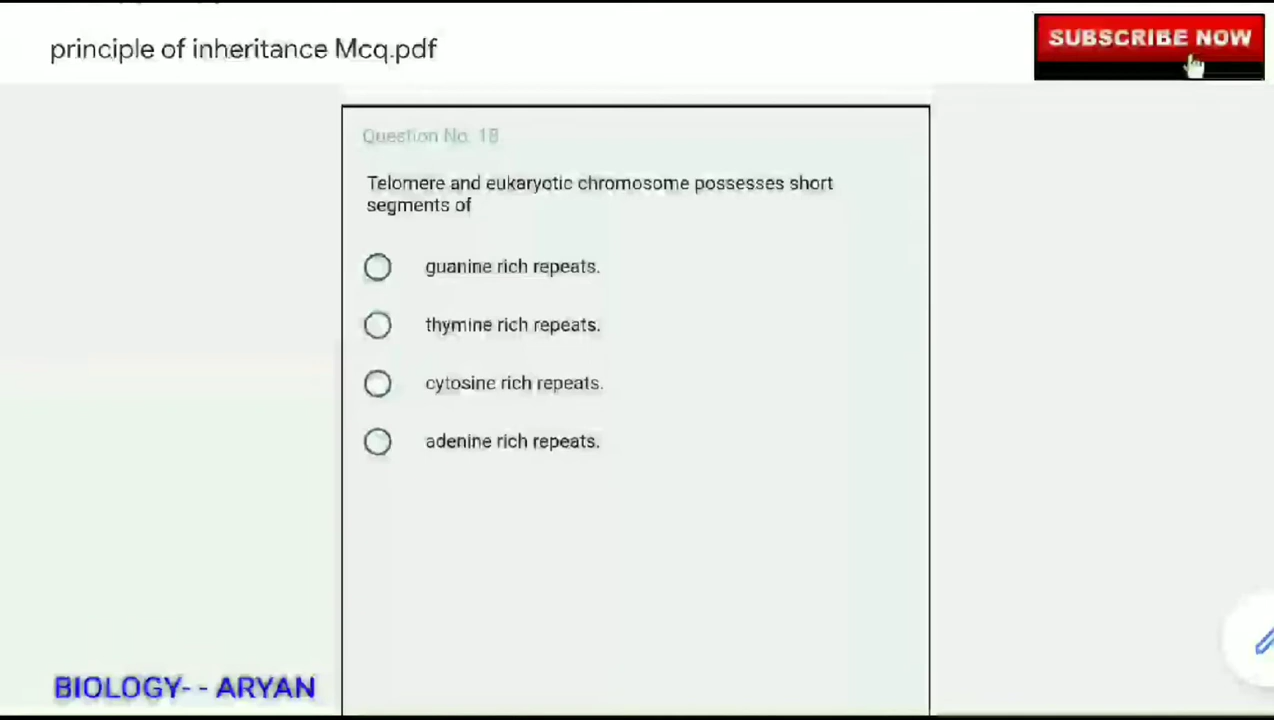 principle of inheritance Mcq.pdf
SUBSCRIBE NOW
Question No. 18
Telomere and eukaryotic chromosome possesses short
segments of
guanine rich repeats.
thymine rich repeats.
cytosine rich repeats.
adenine rich repeats.
BIOLOGY- - ARYAN